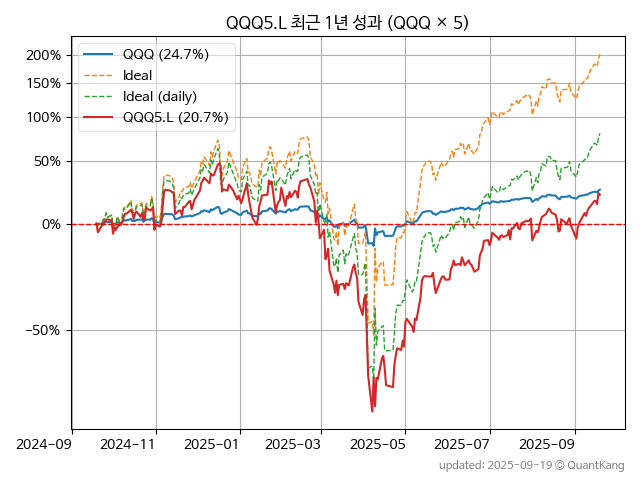 QQQ5.L 최근 1년 성과 (QQQ × 5)
QQQ (24.7%)
Ideal
Ideal (daily)
QQQ5.L (20.7%)
200%
150%
100%
50%
0%
−50%
2024-09
2024-11
2025-01
2025-03
2025-05
2025-07
2025-09
updated: 2025-09-19 © QuantKang